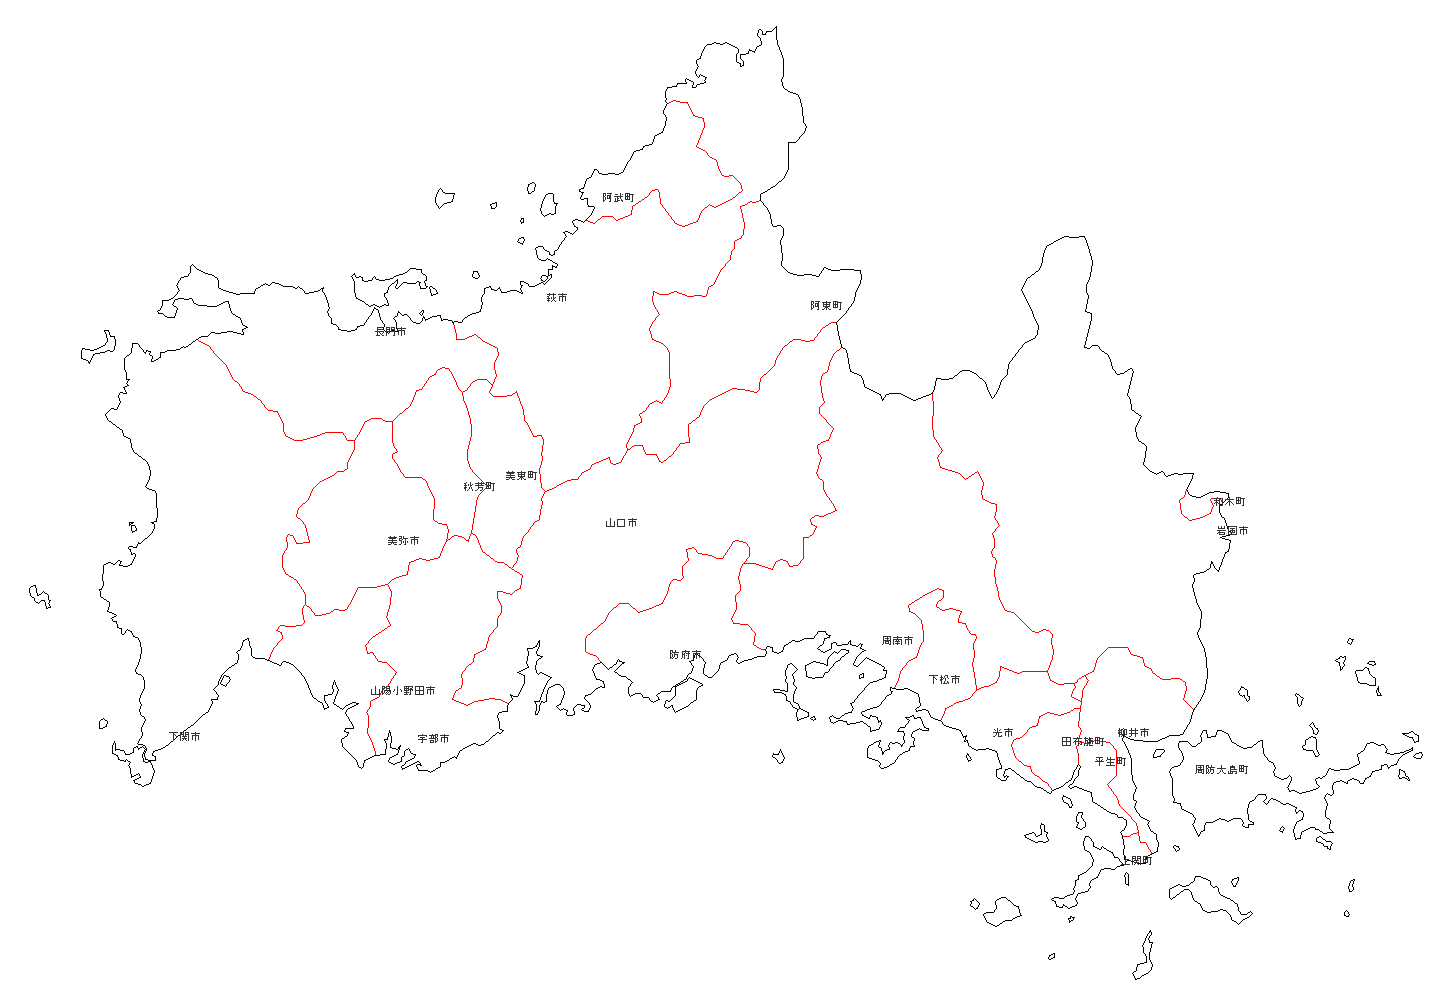 阿武町
萩市
阿東町
長門市
美東町
秋芳町
和木町
山口市
岩国市
美弥市
周南市
防府市
下松市
山陽小野田市
光市
柳井市
下関市
宇部市
田布施町
平生町
周防大島町
上関町